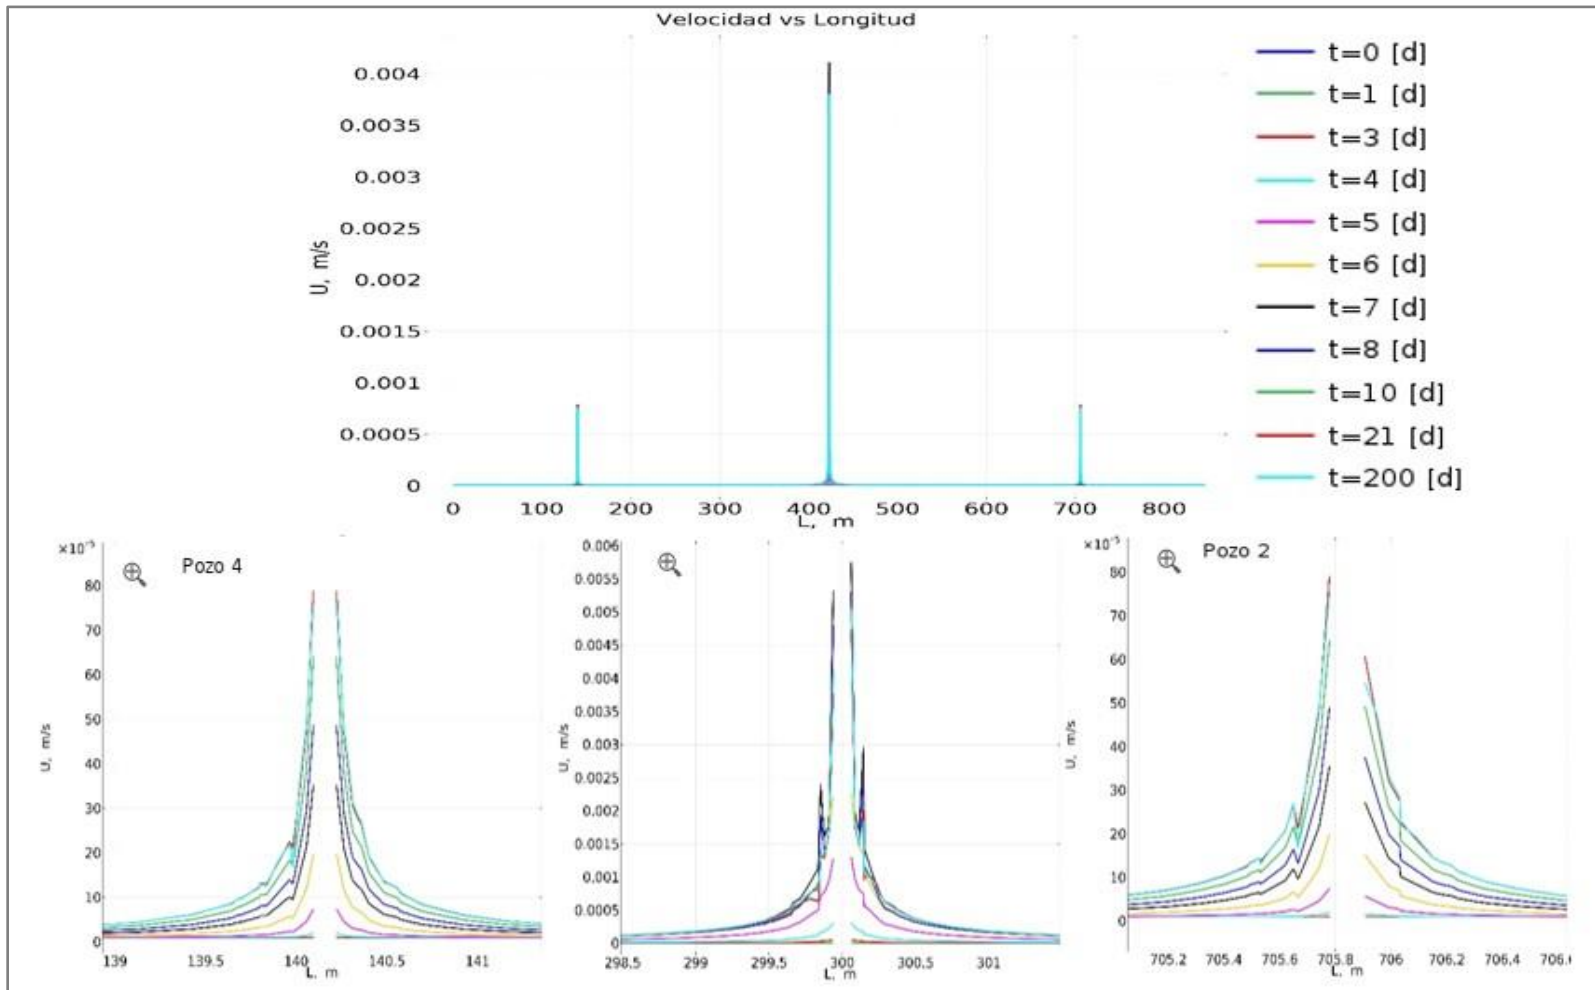 Velocidad vs Longitud
0.004
0.0035
0.003
0.0025
0.002
0.0015
0.001
0.0005
0
U, m/s
0 100 200 300 400 500 600 700 800
L, m
t=0 [d]
t=1 [d]
t=3 [d]
t=4 [d]
t=5 [d]
t=6 [d]
t=7 [d]
t=8 [d]
t=10 [d]
t=21 [d]
t=200 [d]
×10⁻⁵
Pozo 4
80
70
60
50
40
30
20
10
0
U, m/s
139 139.5 140 140.5 141
L, m
0.006
0.0055
0.005
0.0045
0.004
0.0035
0.003
0.0025
0.002
0.0015
0.001
0.0005
0
U, m/s
298.5 299 299.5 300 300.5 301
L, m
×10⁻⁵
Pozo 2
80
70
60
50
40
30
20
10
0
U, m/s
705.2 705.4 705.6 705.8 706 706.2 706.4 706.
L, m